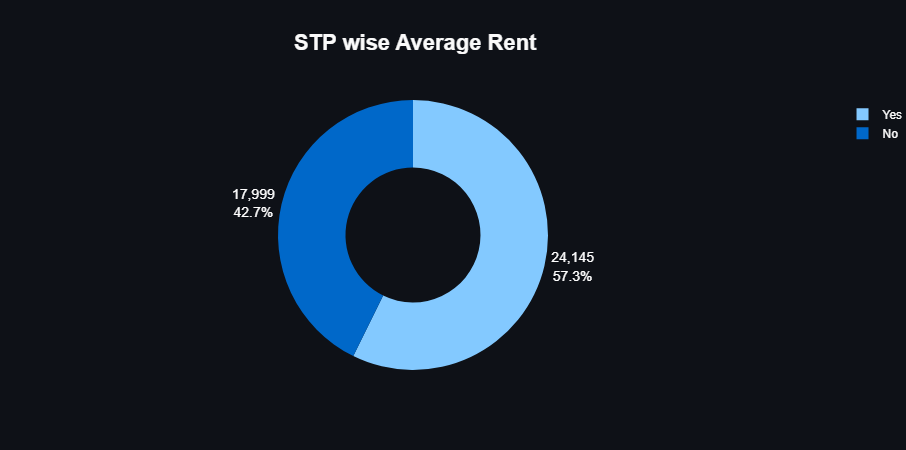 STP wise Average Rent
Yes
No
17,999
42.7%
24,145
57.3%